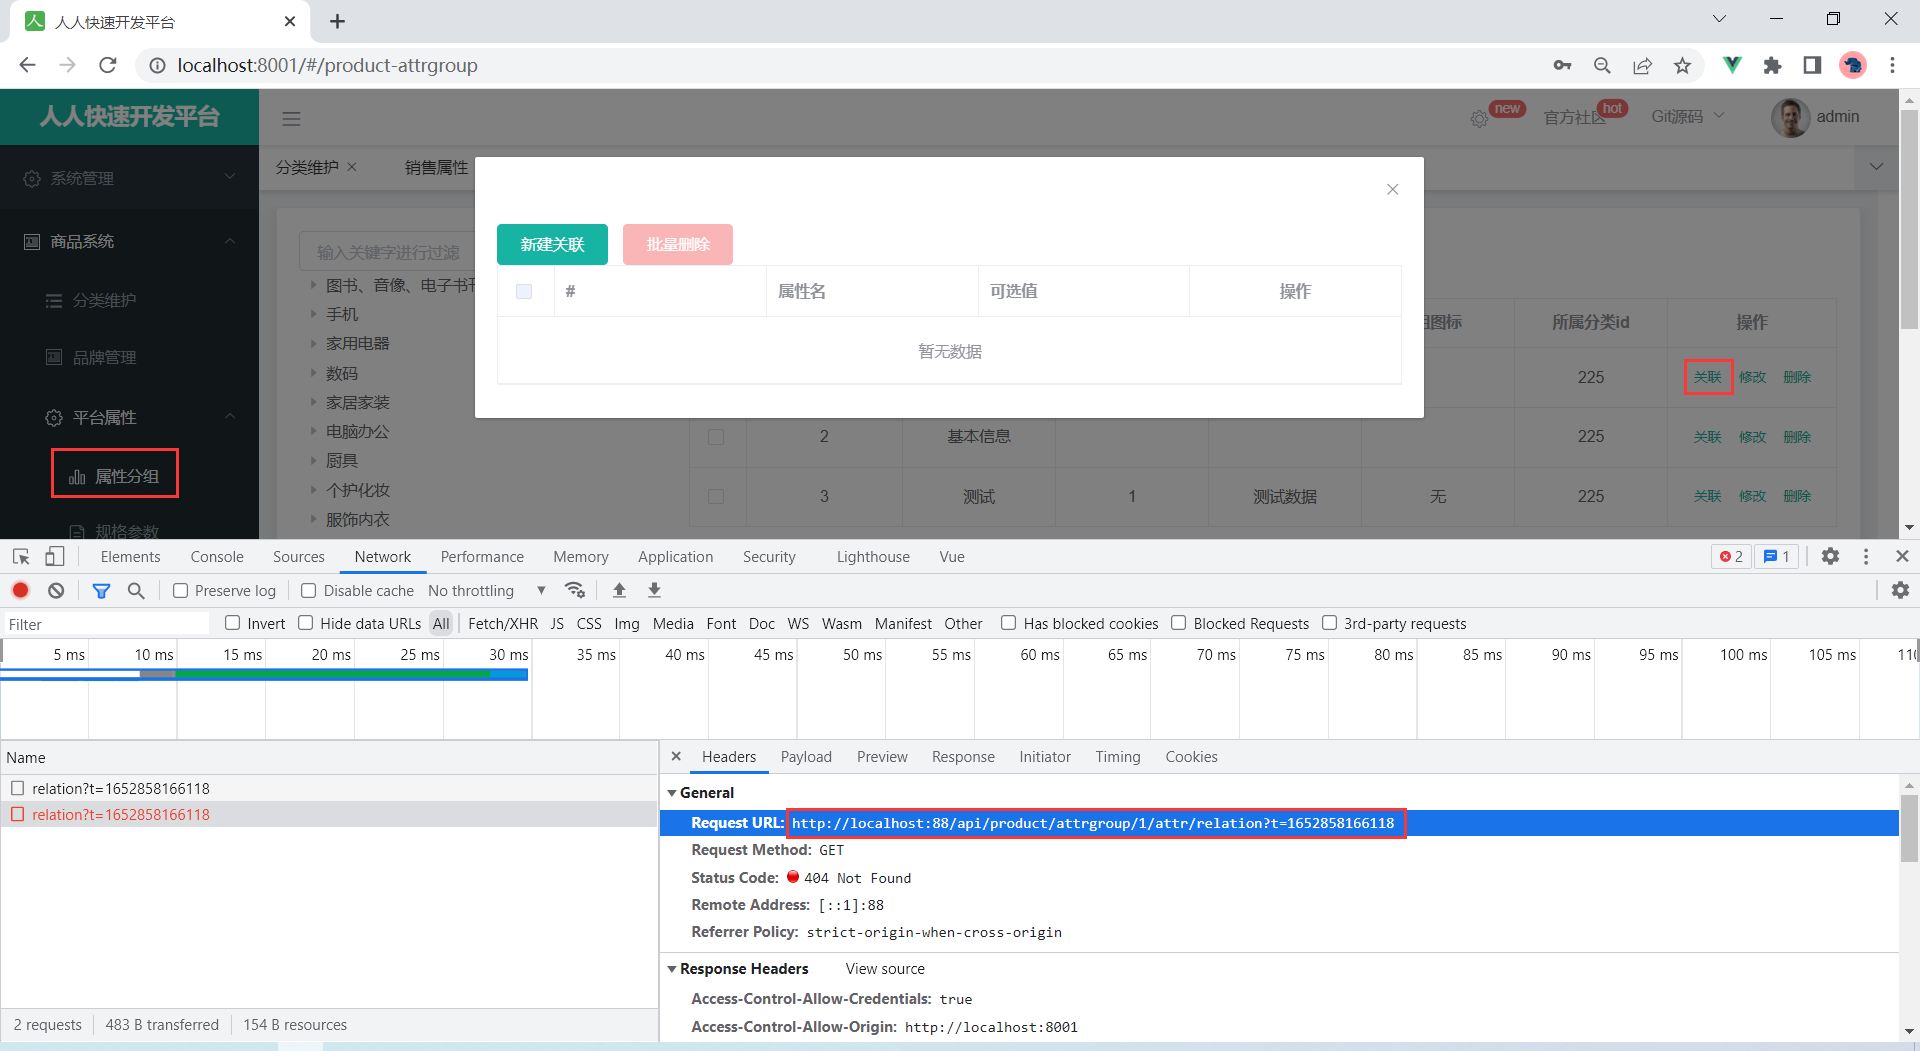 人人快速开发平台
localhost:8001/#/product-attrgroup
人人快速开发平台
new
官方社区
hot
Git源码
admin
系统管理
商品系统
分类维护
品牌管理
平台属性
属性分组
规格参数
分类维护
销售属性
输入关键字进行过滤
图书、音像、电子书刊
手机
家用电器
数码
家居家装
电脑办公
厨具
个护化妆
服饰内衣
新建关联 批量删除
# 属性名 可选值 操作
暂无数据
组图标 所属分类id 操作
225 关联 修改 删除
2 基本信息 225 关联 修改 删除
3 测试 1 测试数据 无 225 关联 修改 删除
Elements Console Sources Network Performance Memory Application Security Lighthouse Vue 2 1
Preserve log Disable cache No throttling
Filter Invert Hide data URLs All Fetch/XHR JS CSS Img Media Font Doc WS Wasm Manifest Other Has blocked cookies Blocked Requests 3rd-party requests
5 ms 10 ms 15 ms 20 ms 25 ms 30 ms 35 ms 40 ms 45 ms 50 ms 55 ms 60 ms 65 ms 70 ms 75 ms 80 ms 85 ms 90 ms 95 ms 100 ms 105 ms 110
Name
relation?t=1652858166118
relation?t=1652858166118
2 requests 483 B transferred 154 B resources
Headers Payload Preview Response Initiator Timing Cookies
General
Request URL: http://localhost:88/api/product/attrgroup/1/attr/relation?t=1652858166118
Request Method: GET
Status Code: 404 Not Found
Remote Address: [::1]:88
Referrer Policy: strict-origin-when-cross-origin
Response Headers View source
Access-Control-Allow-Credentials: true
Access-Control-Allow-Origin: http://localhost:8001